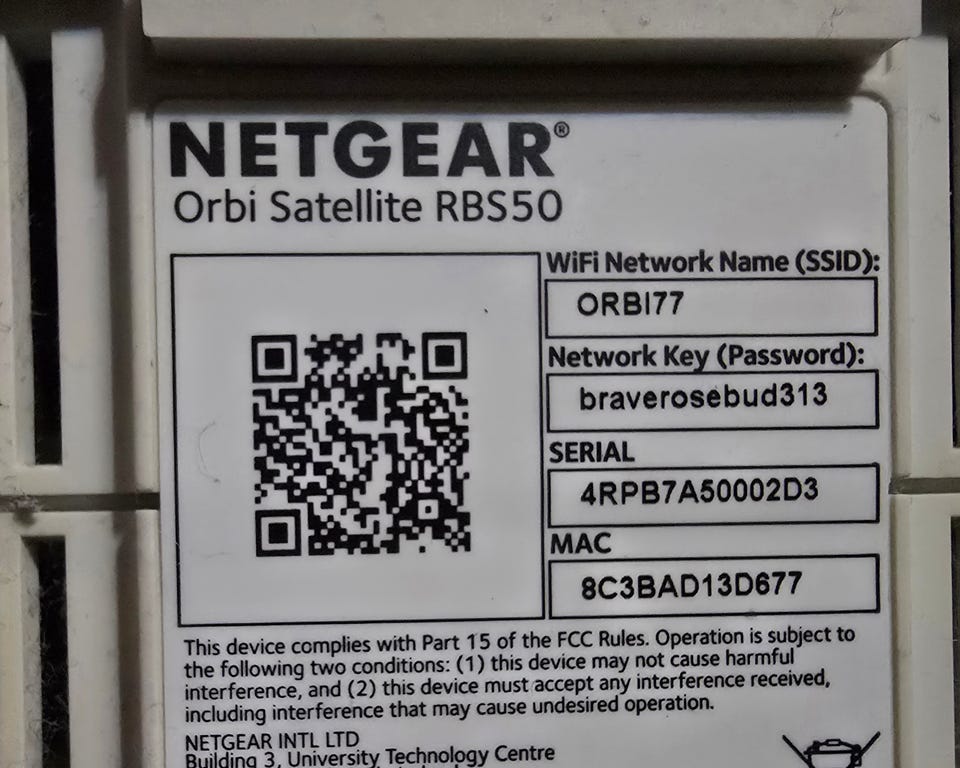 NETGEAR®
Orbi Satellite RBS50
WiFi Network Name (SSID):
ORBI77
Network Key (Password):
braverosebud313
SERIAL
4RPB7A50002D3
MAC
8C3BAD13D677
This device complies with Part 15 of the FCC Rules. Operation is subject to
the following two conditions: (1) this device may not cause harmful
interference, and (2) this device must accept any interference received,
including interference that may cause undesired operation.
NETGEAR INTL LTD
Building 3, University Technology Centre